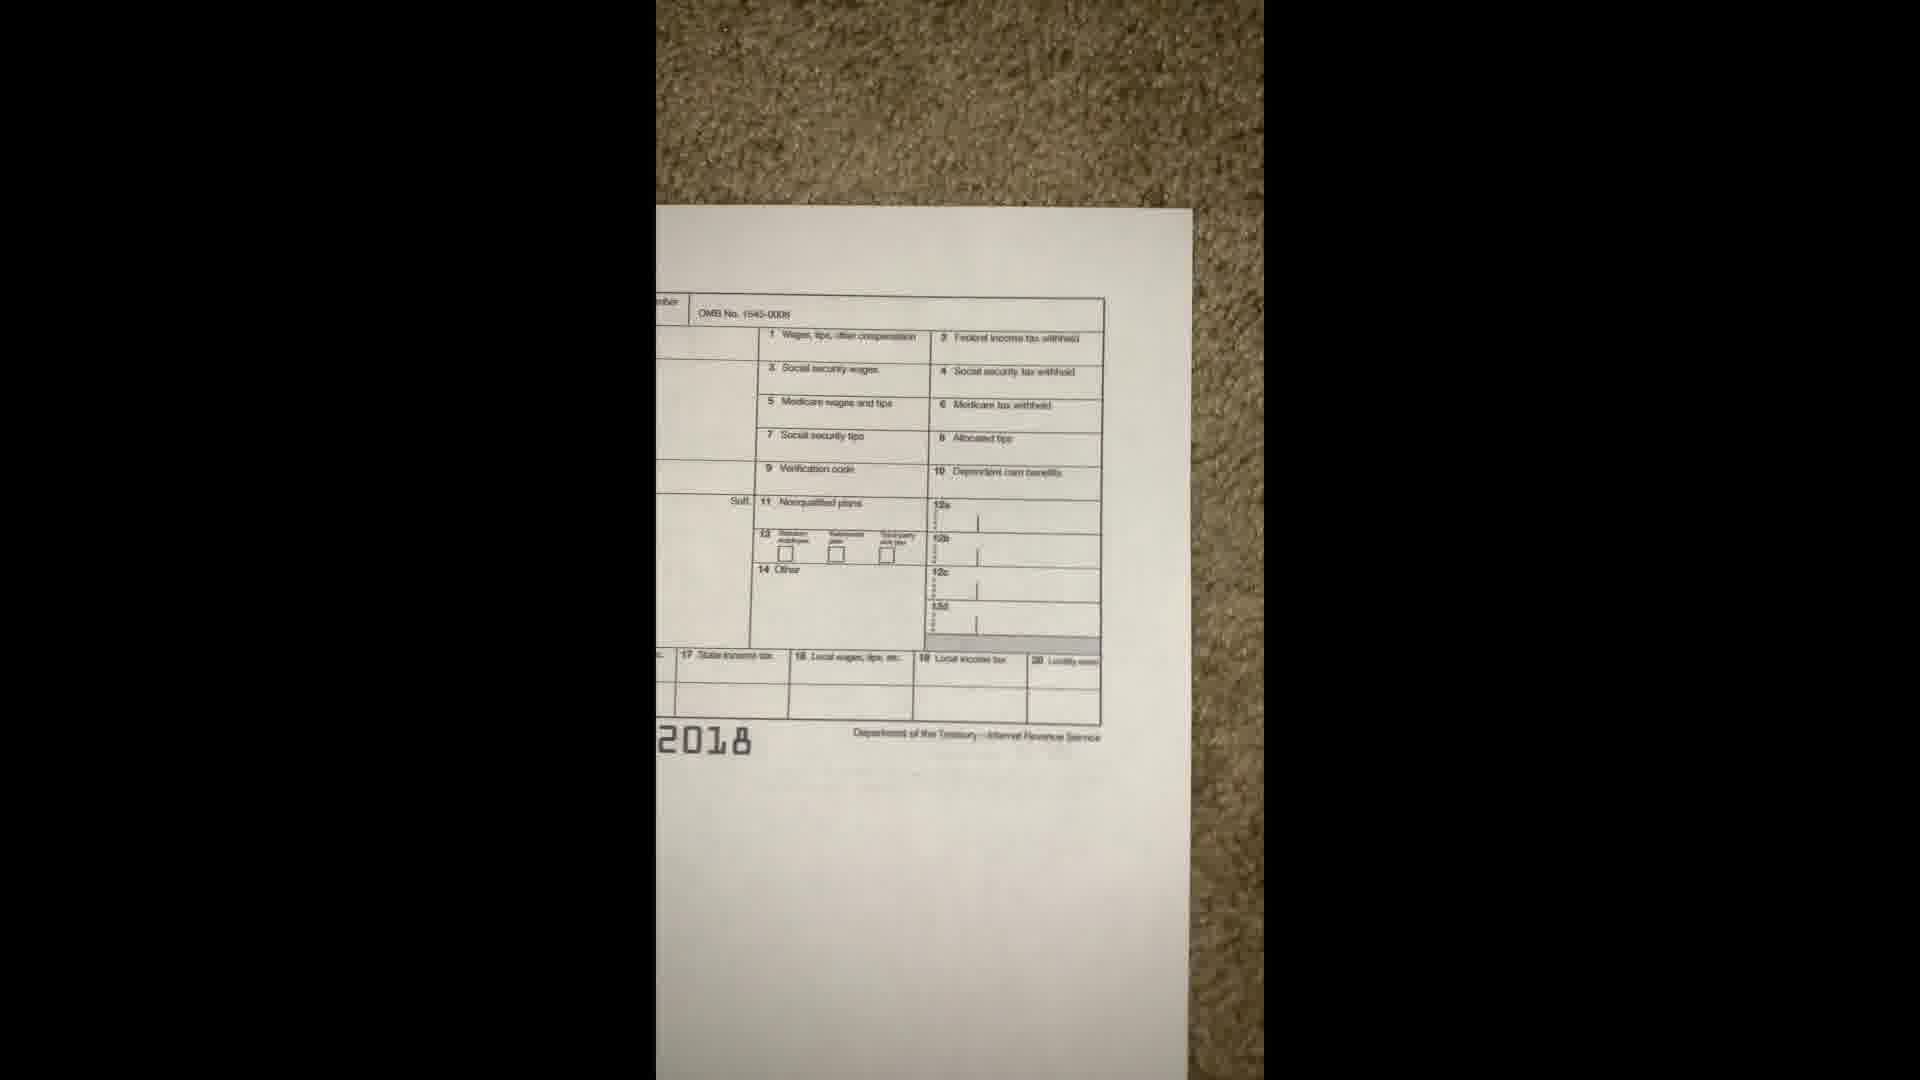 mber
OMB No. 1545-0008
1 Wages, tips, other compensation
2 Federal income tax withheld
3 Social security wages
4 Social security tax withheld
5 Medicare wages and tips
6 Medicare tax withheld
7 Social security tips
8 Allocated tips
9 Verification code
10 Dependent care benefits
Suff.
11 Nonqualified plans
12a
13 Statutory employee
Retirement plan
Third-party sick pay
12b
14 Other
12c
12d
c.
17 State income tax
18 Local wages, tips, etc.
19 Local income tax
20 Locality name
2018
Department of the Treasury—Internal Revenue Service